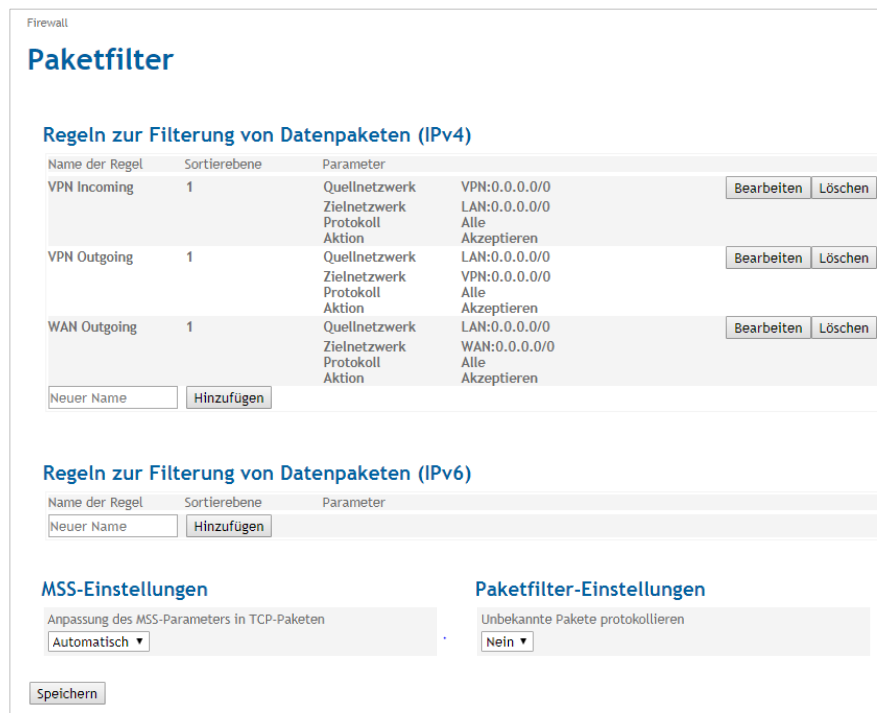 Firewall
Paketfilter
Regeln zur Filterung von Datenpaketen (IPv4)
Name der Regel Sortierebene Parameter
VPN Incoming 1 Quellnetzwerk VPN:0.0.0.0/0 Bearbeiten Löschen
Zielnetzwerk LAN:0.0.0.0/0
Protokoll Alle
Aktion Akzeptieren
VPN Outgoing 1 Quellnetzwerk LAN:0.0.0.0/0 Bearbeiten Löschen
Zielnetzwerk VPN:0.0.0.0/0
Protokoll Alle
Aktion Akzeptieren
WAN Outgoing 1 Quellnetzwerk LAN:0.0.0.0/0 Bearbeiten Löschen
Zielnetzwerk WAN:0.0.0.0/0
Protokoll Alle
Aktion Akzeptieren
Neuer Name Hinzufügen
Regeln zur Filterung von Datenpaketen (IPv6)
Name der Regel Sortierebene Parameter
Neuer Name Hinzufügen
MSS-Einstellungen Paketfilter-Einstellungen
Anpassung des MSS-Parameters in TCP-Paketen Unbekannte Pakete protokollieren
Automatisch Nein
Speichern